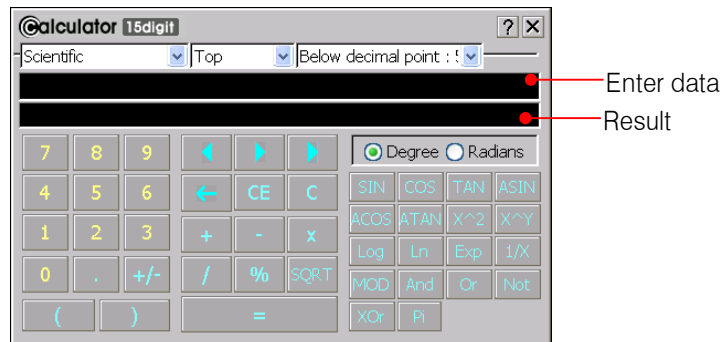 Calculator 15digit ? X
Scientific Top Below decimal point : 5
Enter data
Result
7 8 9 Degree Radians
4 5 6 ← CE C SIN COS TAN ASIN
ACOS ATAN X^2 X^Y
1 2 3 + - x
Log Ln Exp 1/X
0 . +/- / % SQRT
MOD And Or Not
( ) =
XOr Pi